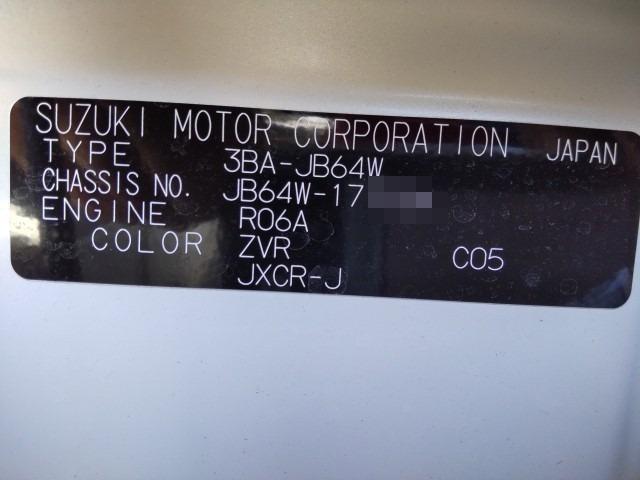 SUZUKI MOTOR CORPORATION JAPAN
TYPE 3BA-JB64W
CHASSIS NO. JB64W-17
ENGINE R06A
COLOR ZVR C05
JXCR-J